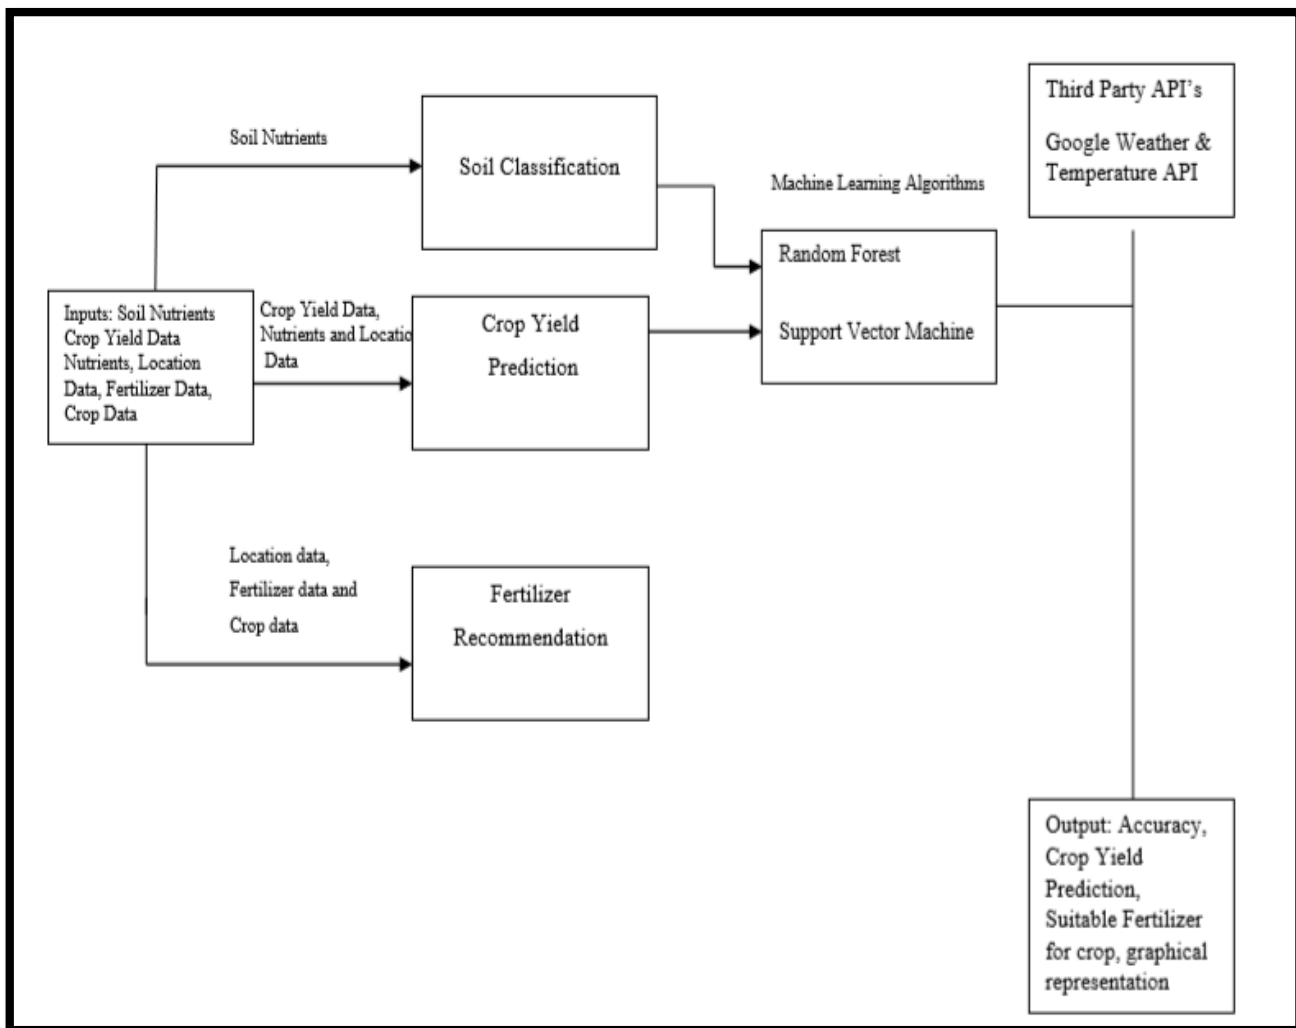 Soil Nutrients
Soil Classification
Machine Learning Algorithms
Third Party API's
Google Weather &
Temperature API
Random Forest
Support Vector Machine
Inputs: Soil Nutrients
Crop Yield Data
Nutrients, Location
Data, Fertilizer Data,
Crop Data
Crop Yield Data,
Nutrients and Locatio
Data
Crop Yield
Prediction
Location data,
Fertilizer data and
Crop data
Fertilizer
Recommendation
Output: Accuracy,
Crop Yield
Prediction,
Suitable Fertilizer
for crop, graphical
representation